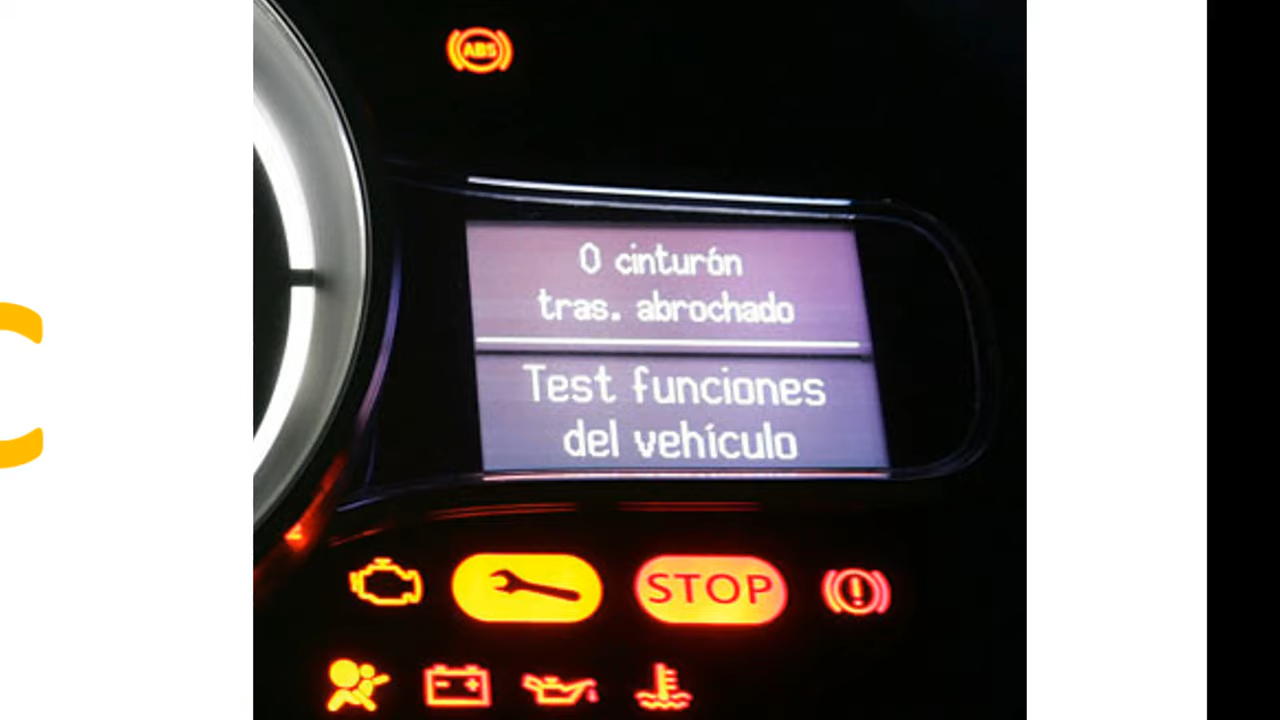 ABS
0 cinturón
tras. abrochado
Test funciones
del vehículo
STOP